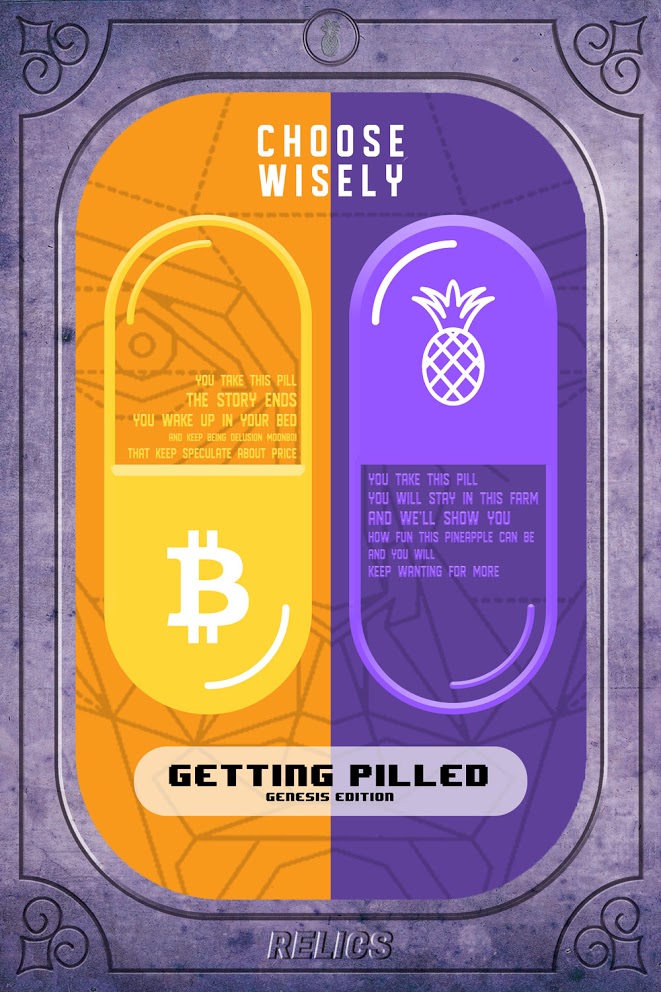 CHOOSE
WISELY
YOU TAKE THIS PILL
THE STORY ENDS
YOU WAKE UP IN YOUR BED
AND KEEP BEING DELUSION MOONBOI
THAT KEEP SPECULATE ABOUT PRICE
YOU TAKE THIS PILL
YOU WILL STAY IN THIS FARM
AND WE'LL SHOW YOU
HOW FUN THIS PINEAPPLE CAN BE
AND YOU WILL
KEEP WANTING FOR MORE
GETTING PILLED
GENESIS EDITION
RELICS